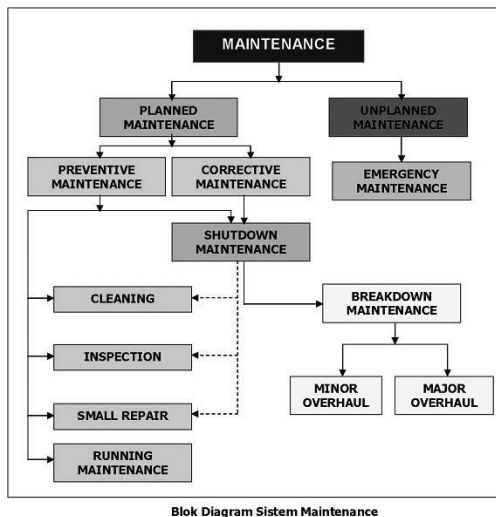 MAINTENANCE
PLANNED
MAINTENANCE
UNPLANNED
MAINTENANCE
PREVENTIVE
MAINTENANCE
CORRECTIVE
MAINTENANCE
EMERGENCY
MAINTENANCE
SHUTDOWN
MAINTENANCE
CLEANING
BREAKDOWN
MAINTENANCE
INSPECTION
MINOR
OVERHAUL
MAJOR
OVERHAUL
SMALL REPAIR
RUNNING
MAINTENANCE
Blok Diagram Sistem Maintenance